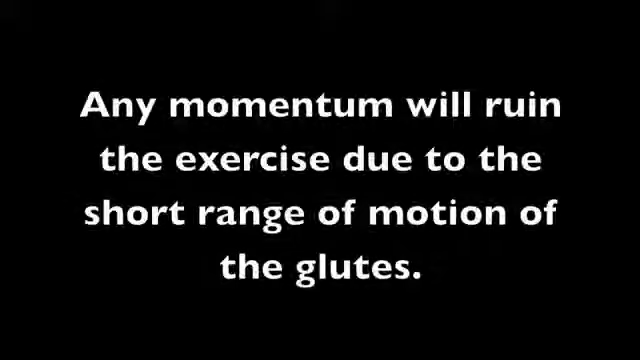 Any momentum will ruin
the exercise due to the
short range of motion of
the glutes.